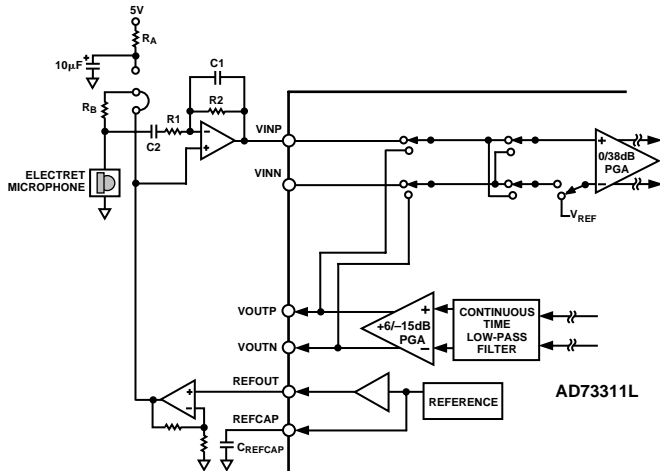 5V
RA
10µF
+
C1
R2
RB
R1
C2
−
+
VINP
ELECTRET
MICROPHONE
VINN
+
0/38dB
PGA
−
VREF
VOUTP
+
+6/–15dB
PGA
−
CONTINUOUS
TIME
LOW-PASS
FILTER
VOUTN
REFOUT
+
−
REFERENCE
AD73311L
REFCAP
CREFCAP